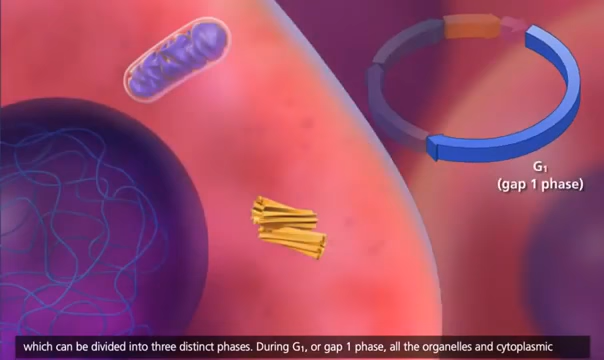 G₁
(gap 1 phase)
which can be divided into three distinct phases. During G₁, or gap 1 phase, all the organelles and cytoplasmic